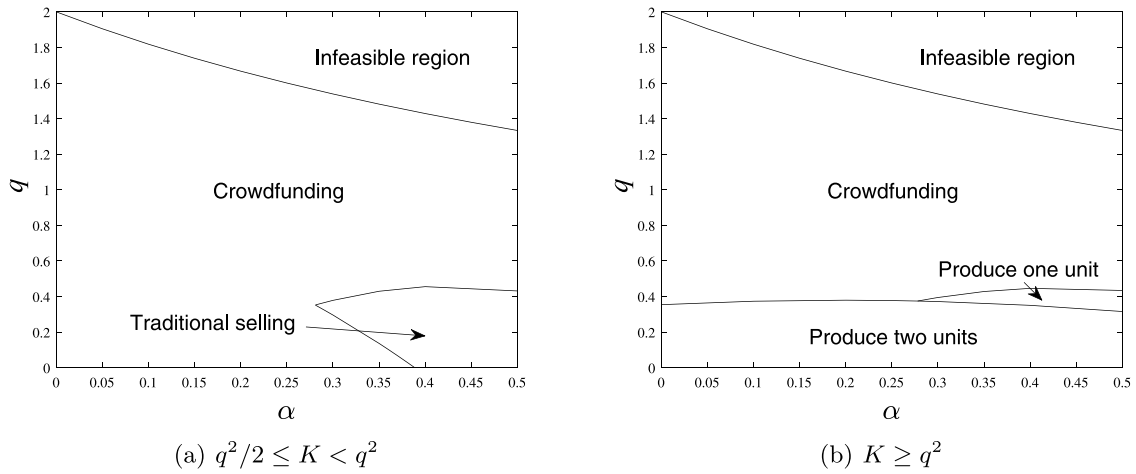 2
1.8
1.6
1.4
1.2
1
0.8
0.6
0.4
0.2
0
q
Infeasible region
Crowdfunding
Traditional selling
0 0.05 0.1 0.15 0.2 0.25 0.3 0.35 0.4 0.45 0.5
α
(a) q²/2 ≤ K < q²
2
1.8
1.6
1.4
1.2
1
0.8
0.6
0.4
0.2
0
q
Infeasible region
Crowdfunding
Produce one unit
Produce two units
0 0.05 0.1 0.15 0.2 0.25 0.3 0.35 0.4 0.45 0.5
α
(b) K ≥ q²